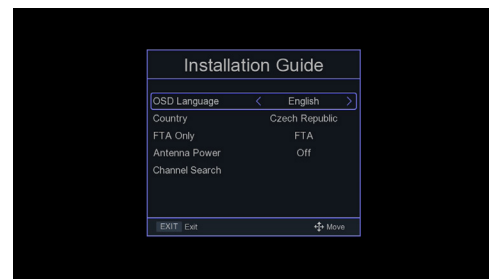 Installation Guide
OSD Language < English >
Country Czech Republic
FTA Only FTA
Antenna Power Off
Channel Search
EXIT Exit Move